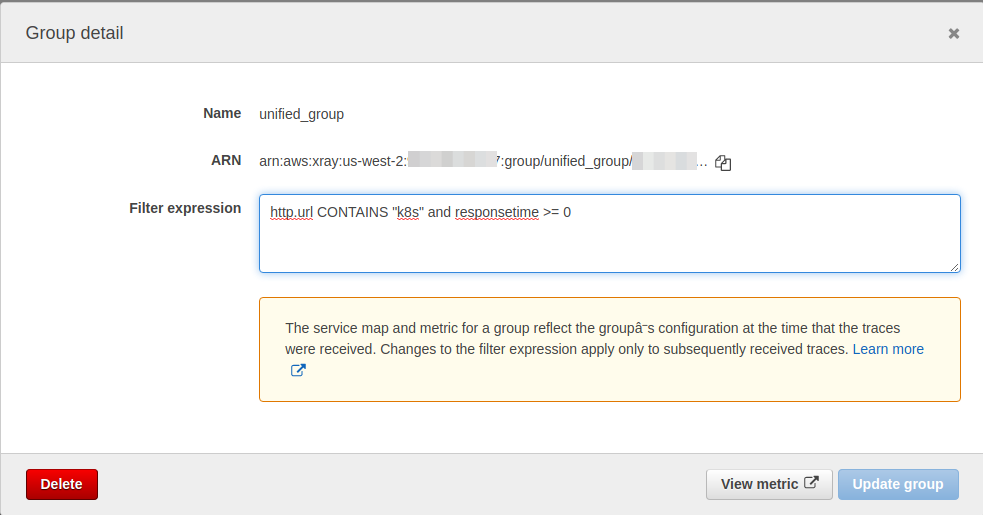 Group detail
Name unified_group
ARN arn:aws:xray:us-west-2: 7:group/unified_group/ ...
Filter expression http.url CONTAINS "k8s" and responsetime >= 0
The service map and metric for a group reflect the groupâ¯s configuration at the time that the traces
were received. Changes to the filter expression apply only to subsequently received traces. Learn more
Delete View metric Update group